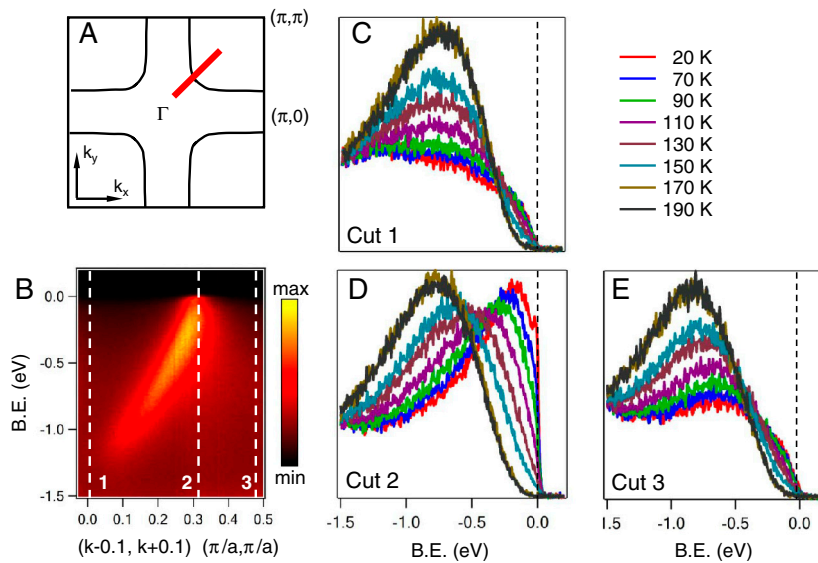 A
(π,π)
Γ
(π,0)
k_y
k_x
C
Cut 1
20 K
70 K
90 K
110 K
130 K
150 K
170 K
190 K
B
B.E. (eV)
0.0
-0.5
-1.0
-1.5
1
2
3
0.0 0.1 0.2 0.3 0.4 0.5
(k-0.1, k+0.1) (π/a,π/a)
max
min
D
Cut 2
-1.5 -1.0 -0.5 0.0
B.E. (eV)
E
Cut 3
-1.5 -1.0 -0.5 0.0
B.E. (eV)